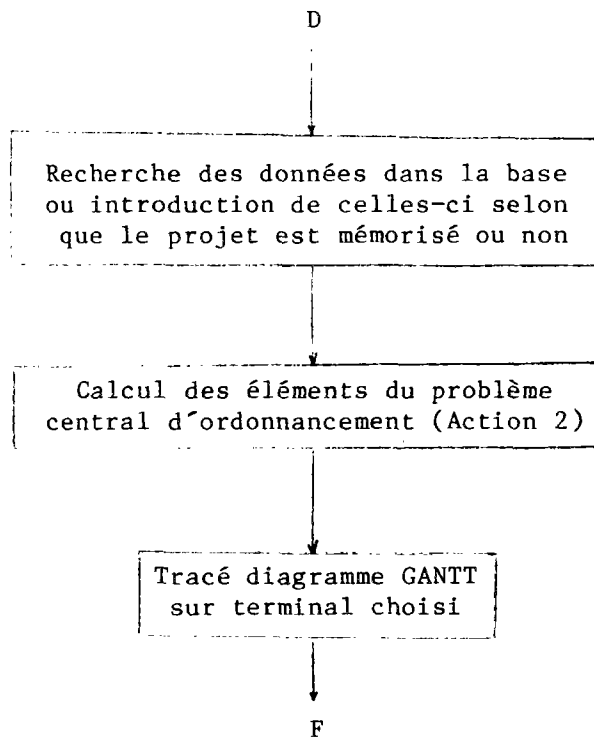 D
Recherche des données dans la base
ou introduction de celles-ci selon
que le projet est mémorisé ou non
Calcul des éléments du problème
central d'ordonnancement (Action 2)
Tracé diagramme GANTT
sur terminal choisi
F